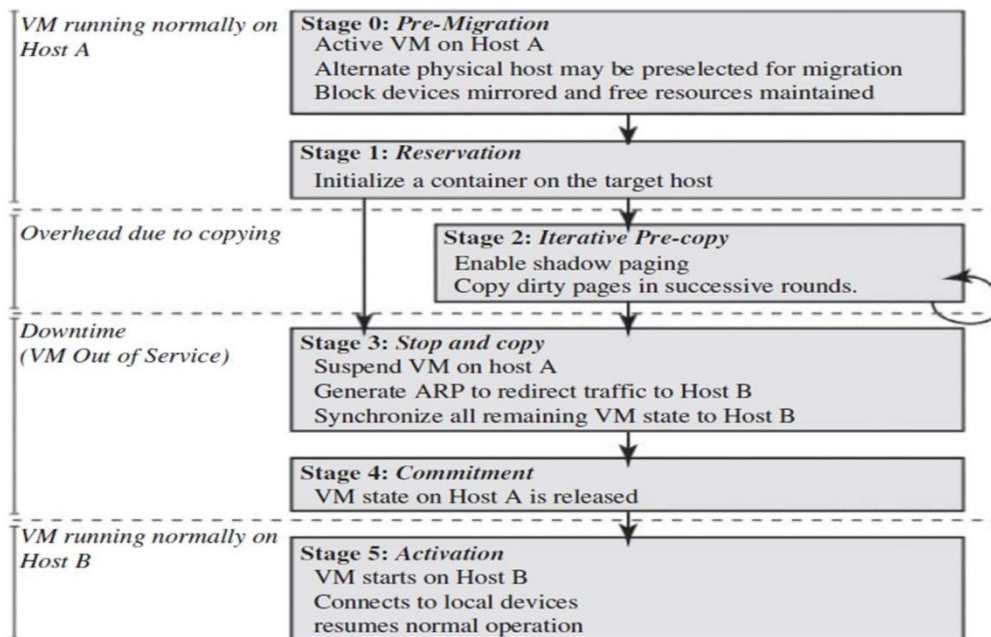 VM running normally on
Host A
Stage 0: Pre-Migration
Active VM on Host A
Alternate physical host may be preselected for migration
Block devices mirrored and free resources maintained
Stage 1: Reservation
Initialize a container on the target host
Overhead due to copying
Stage 2: Iterative Pre-copy
Enable shadow paging
Copy dirty pages in successive rounds.
Downtime
(VM Out of Service)
Stage 3: Stop and copy
Suspend VM on host A
Generate ARP to redirect traffic to Host B
Synchronize all remaining VM state to Host B
Stage 4: Commitment
VM state on Host A is released
VM running normally on
Host B
Stage 5: Activation
VM starts on Host B
Connects to local devices
resumes normal operation